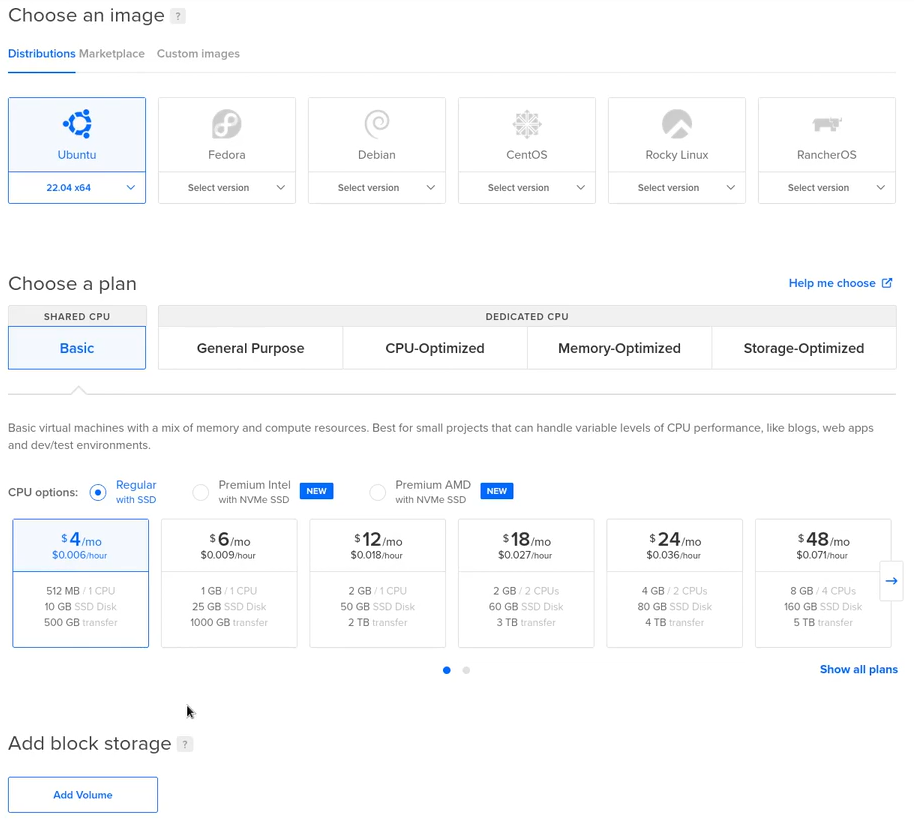 Choose an image ?
Distributions Marketplace Custom images
Ubuntu Fedora Debian CentOS Rocky Linux RancherOS
22.04 x64 Select version Select version Select version Select version Select version
Choose a plan Help me choose
SHARED CPU DEDICATED CPU
Basic General Purpose CPU-Optimized Memory-Optimized Storage-Optimized
Basic virtual machines with a mix of memory and compute resources. Best for small projects that can handle variable levels of CPU performance, like blogs, web apps
and dev/test environments.
CPU options: Regular with SSD Premium Intel with NVMe SSD NEW Premium AMD with NVMe SSD NEW
$4/mo $6/mo $12/mo $18/mo $24/mo $48/mo
$0.006/hour $0.009/hour $0.018/hour $0.027/hour $0.036/hour $0.071/hour
512 MB / 1 CPU 1 GB / 1 CPU 2 GB / 1 CPU 2 GB / 2 CPUs 4 GB / 2 CPUs 8 GB / 4 CPUs
10 GB SSD Disk 25 GB SSD Disk 50 GB SSD Disk 60 GB SSD Disk 80 GB SSD Disk 160 GB SSD Disk
500 GB transfer 1000 GB transfer 2 TB transfer 3 TB transfer 4 TB transfer 5 TB transfer
Show all plans
Add block storage ?
Add Volume